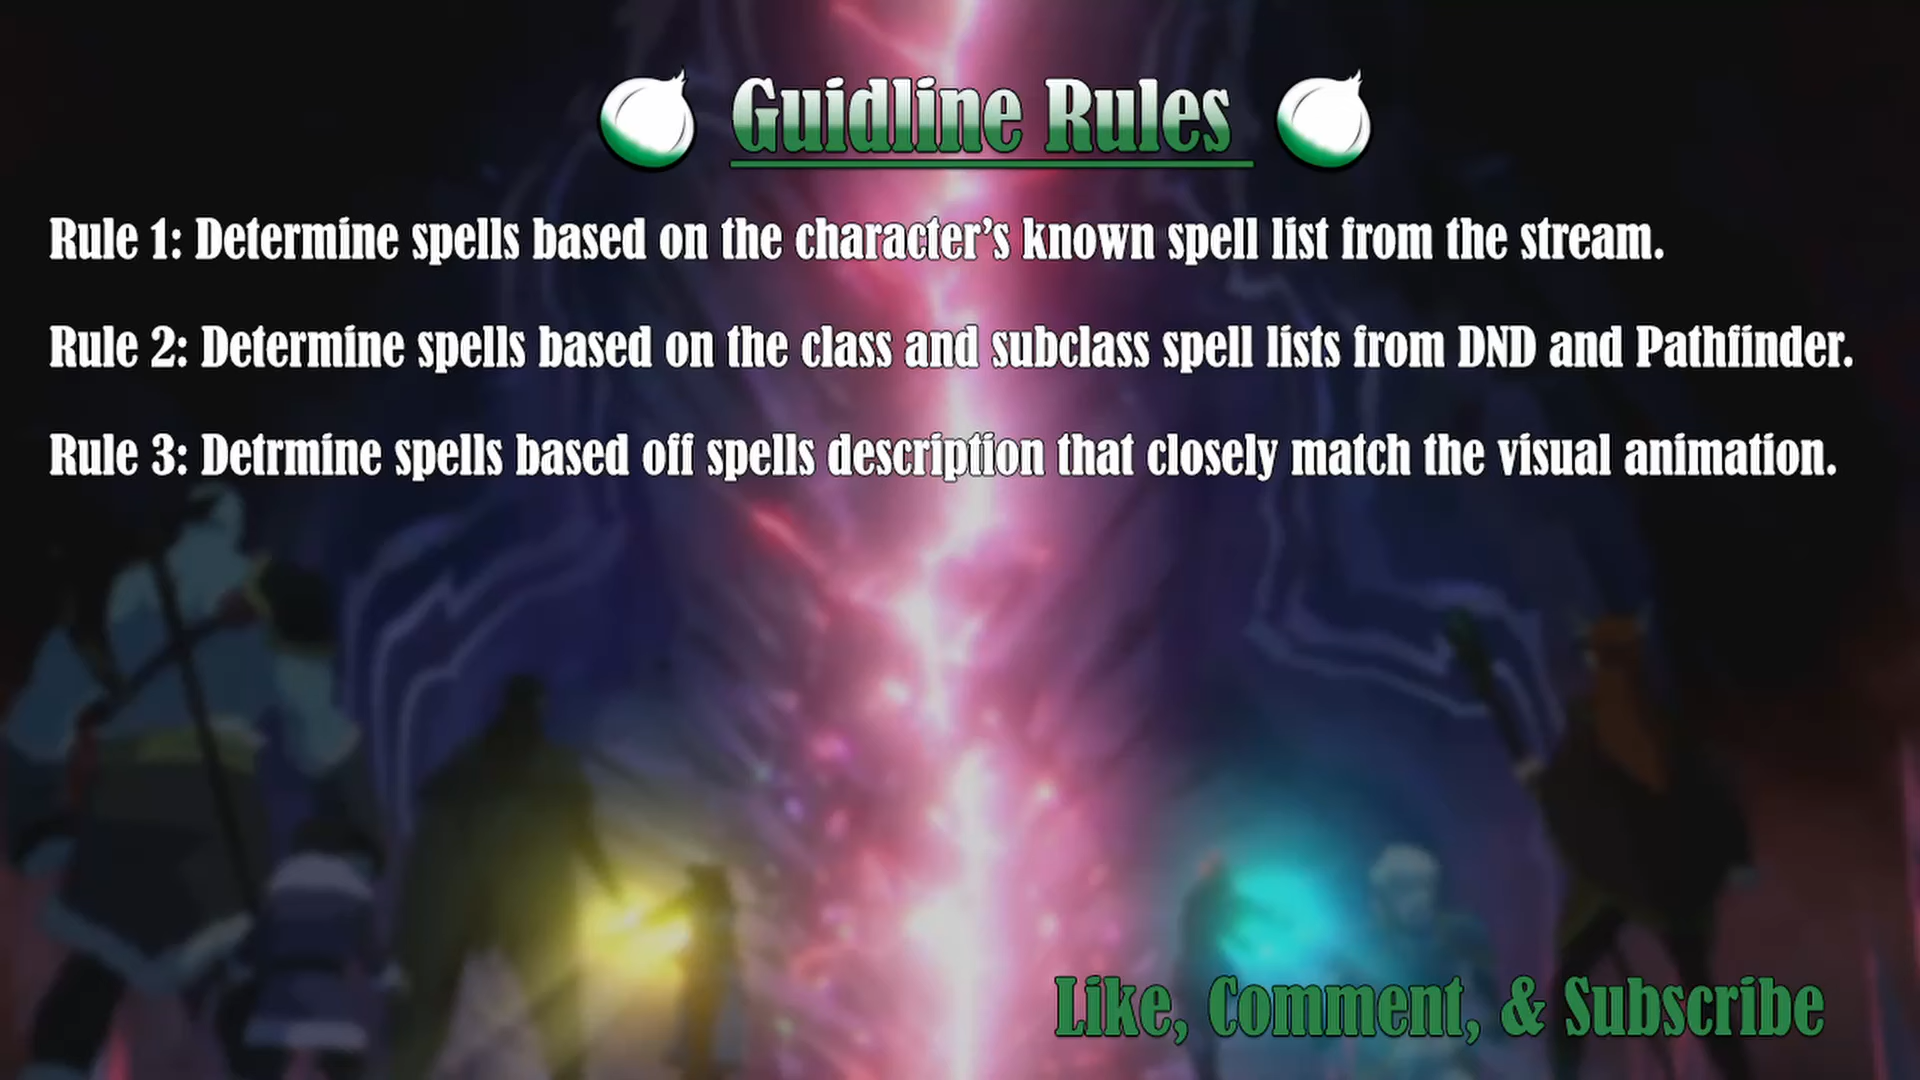 Guidline Rules
Rule 1: Determine spells based on the character's known spell list from the stream.
Rule 2: Determine spells based on the class and subclass spell lists from DND and Pathfinder.
Rule 3: Detrmine spells based off spells description that closely match the visual animation.
Like, Comment, & Subscribe